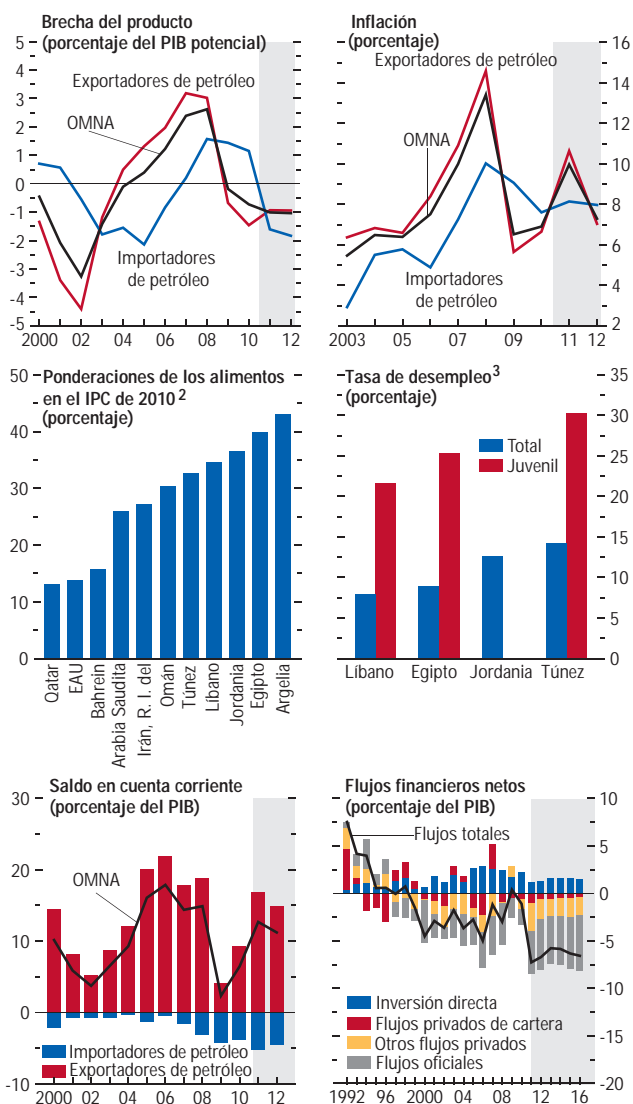 Brecha del producto
(porcentaje del PIB potencial)
5
4
3
2
1
0
-1
-2
-3
-4
-5
Exportadores de petróleo
OMNA
Importadores
de petróleo
2000 02 04 06 08 10 12
Inflación
(porcentaje)
Exportadores de petróleo
OMNA
Importadores
de petróleo
16
14
12
10
8
6
4
2
2003 05 07 09 11 12
Ponderaciones de los alimentos
en el IPC de 2010 2
(porcentaje)
50
40
30
20
10
0
Qatar
EAU
Bahrein
Arabia Saudita
Irán, R. I. del
Omán
Túnez
Líbano
Jordania
Egipto
Argelia
Tasa de desempleo3
(porcentaje)
Total
Juvenil
35
30
25
20
15
10
5
0
Líbano Egipto Jordania Túnez
Saldo en cuenta corriente
(porcentaje del PIB)
30
20
10
0
-10
OMNA
Importadores de petróleo
Exportadores de petróleo
2000 02 04 06 08 10 12
Flujos financieros netos
(porcentaje del PIB)
Flujos totales
10
5
0
-5
-10
-15
-20
Inversión directa
Flujos privados de cartera
Otros flujos privados
Flujos oficiales
1992 96 2000 04 08 12 16